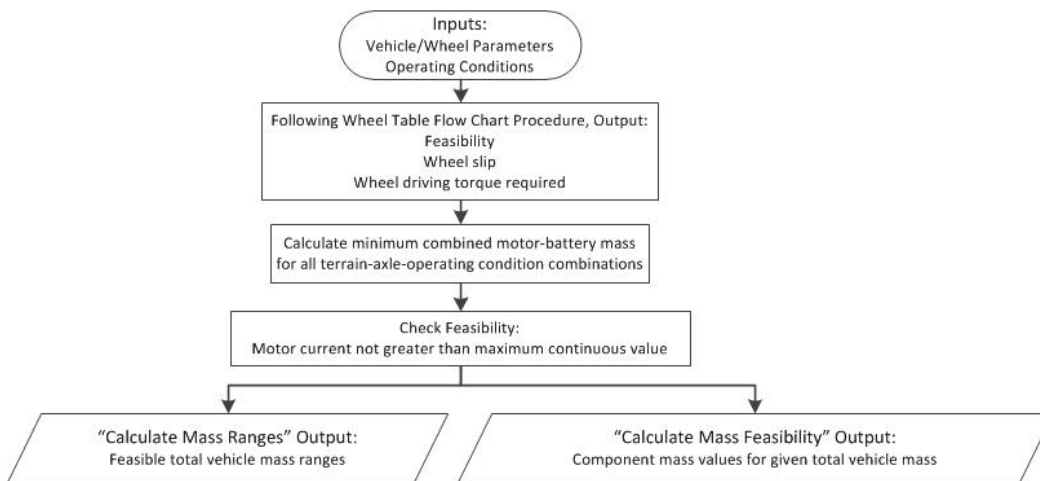 Inputs:
Vehicle/Wheel Parameters
Operating Conditions
Following Wheel Table Flow Chart Procedure, Output:
Feasibility
Wheel slip
Wheel driving torque required
Calculate minimum combined motor-battery mass
for all terrain-axle-operating condition combinations
Check Feasibility:
Motor current not greater than maximum continuous value
“Calculate Mass Ranges” Output:
Feasible total vehicle mass ranges
“Calculate Mass Feasibility” Output:
Component mass values for given total vehicle mass